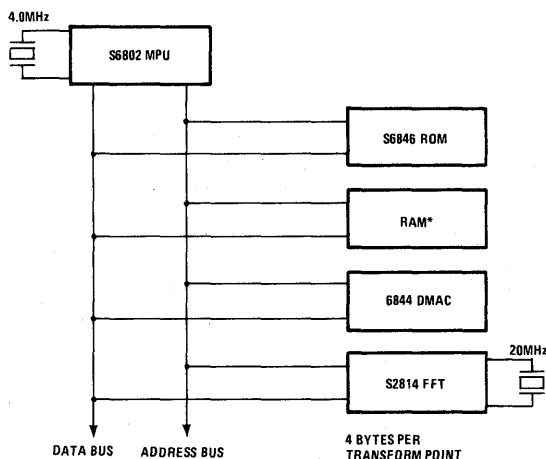 4.0MHz
S6802 MPU
S6846 ROM
RAM*
6844 DMAC
20MHz
S2814 FFT
DATA BUS
ADDRESS BUS
4 BYTES PER
TRANSFORM POINT